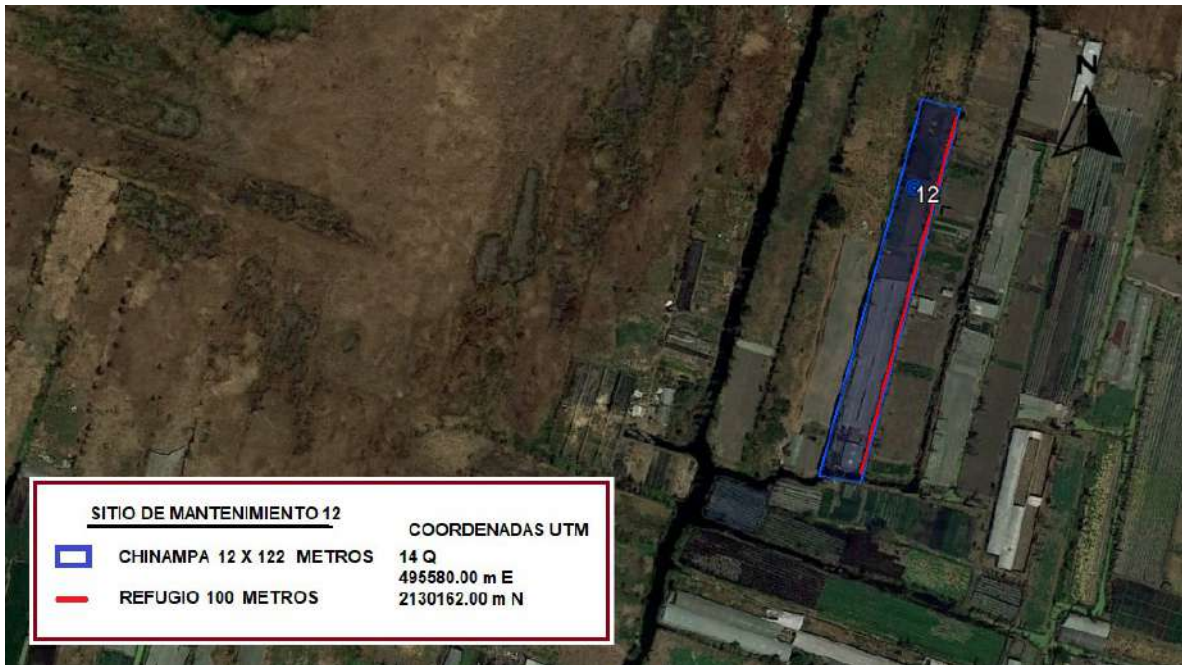 N
12
SITIO DE MANTENIMIENTO 12
COORDENADAS UTM
CHINAMPA 12 X 122 METROS
14 Q
495580.00 m E
REFUGIO 100 METROS
2130162.00 m N